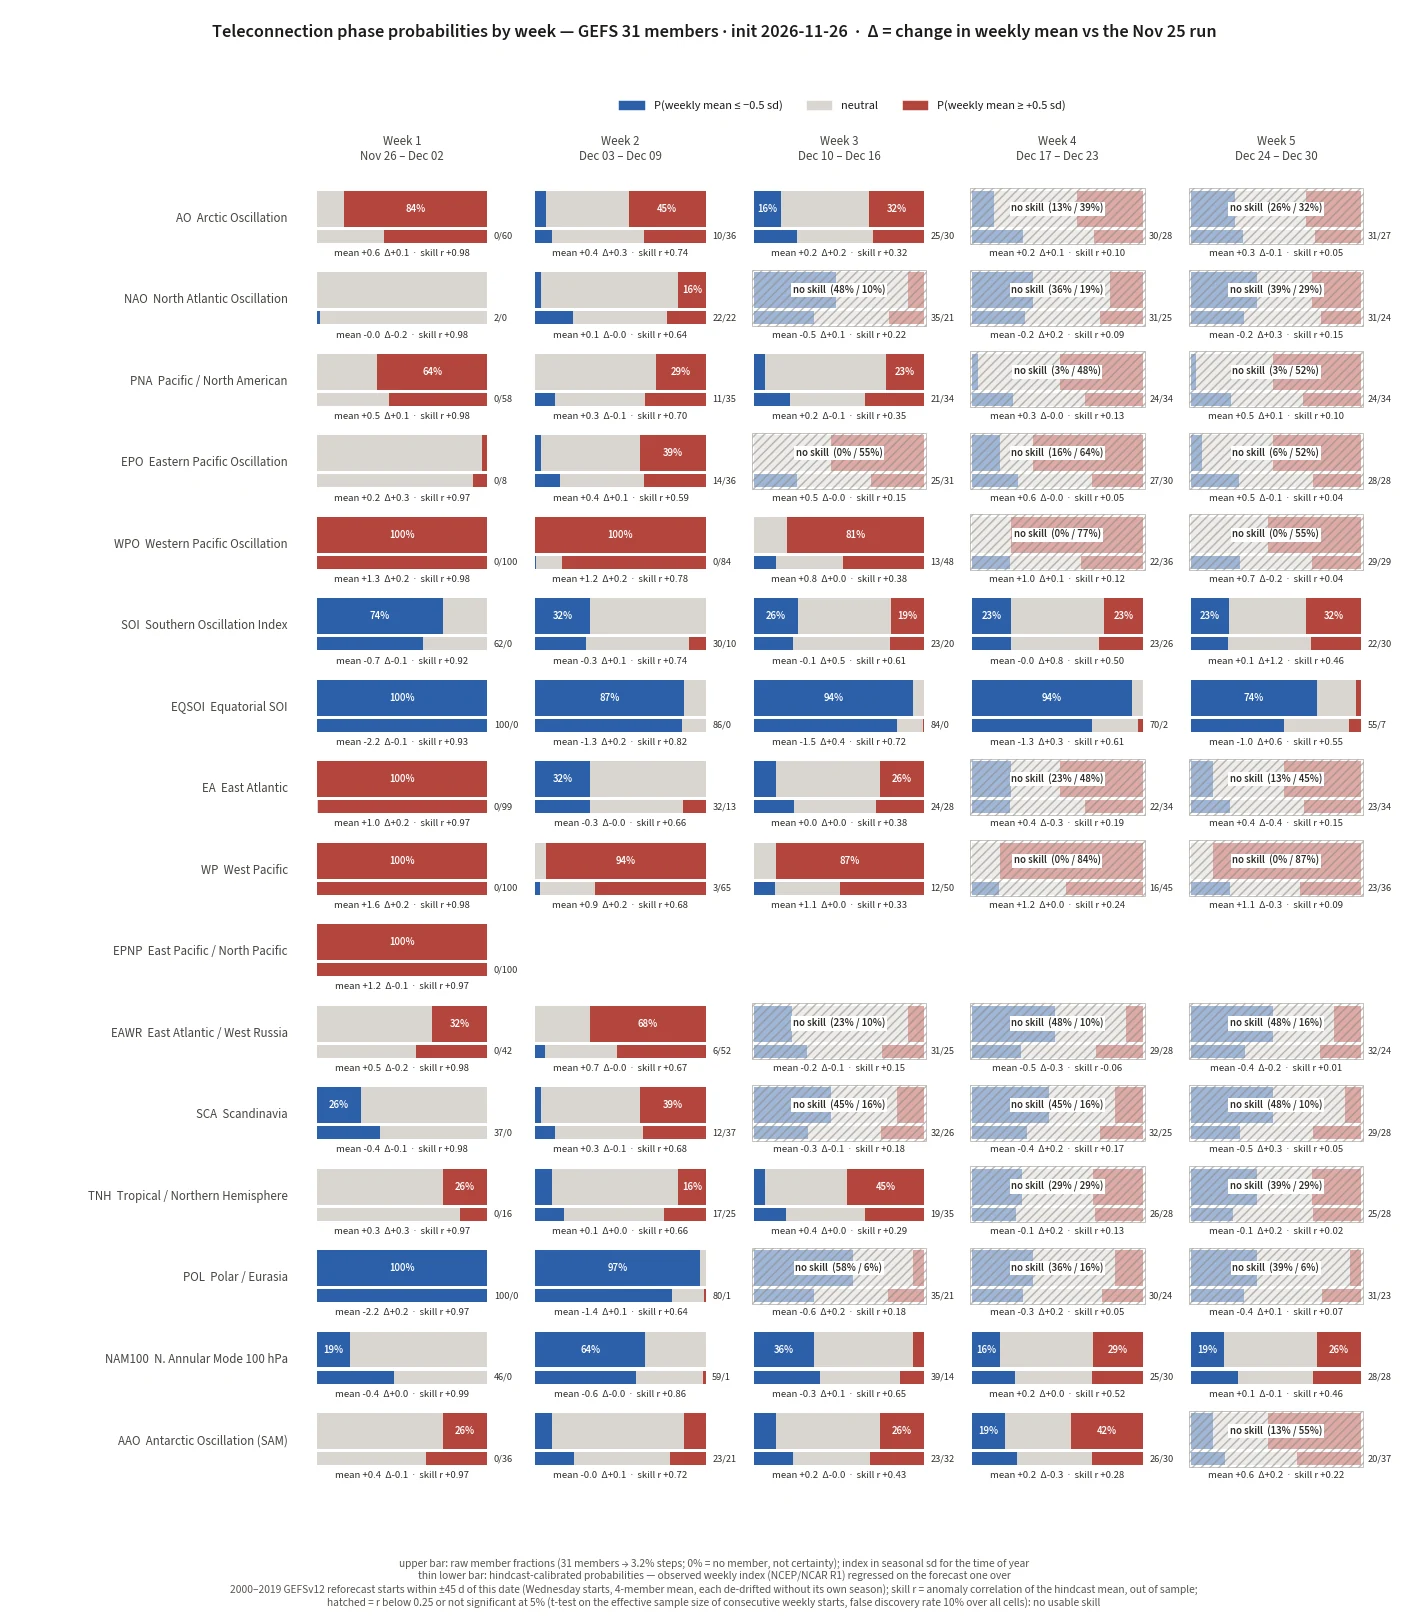 Teleconnection phase probabilities by week — GEFS 31 members · init 2026-11-26 · Δ = change in weekly mean vs the Nov 25 run
P(weekly mean ≤ −0.5 sd) neutral P(weekly mean ≥ +0.5 sd)
Week 1 Week 2 Week 3 Week 4 Week 5
Nov 26 – Dec 02 Dec 03 – Dec 09 Dec 10 – Dec 16 Dec 17 – Dec 23 Dec 24 – Dec 30
AO Arctic Oscillation
84% 45% 16% 32% no skill (13% / 39%) no skill (26% / 32%)
0/60 10/36 25/30 30/28 31/27
mean +0.6 Δ+0.1 · skill r +0.98 mean +0.4 Δ+0.3 · skill r +0.74 mean +0.2 Δ+0.2 · skill r +0.32 mean +0.2 Δ+0.1 · skill r +0.10 mean +0.3 Δ-0.1 · skill r +0.05
NAO North Atlantic Oscillation
16% no skill (48% / 10%) no skill (36% / 19%) no skill (39% / 29%)
2/0 22/22 35/21 31/25 31/24
mean -0.0 Δ-0.2 · skill r +0.98 mean +0.1 Δ-0.0 · skill r +0.64 mean -0.5 Δ+0.1 · skill r +0.22 mean -0.2 Δ+0.2 · skill r +0.09 mean -0.2 Δ+0.3 · skill r +0.15
PNA Pacific / North American
64% 29% 23% no skill (3% / 48%) no skill (3% / 52%)
0/58 11/35 21/34 24/34 24/34
mean +0.5 Δ+0.1 · skill r +0.98 mean +0.3 Δ-0.1 · skill r +0.70 mean +0.2 Δ-0.1 · skill r +0.35 mean +0.3 Δ-0.0 · skill r +0.13 mean +0.5 Δ+0.1 · skill r +0.10
EPO Eastern Pacific Oscillation
39% no skill (0% / 55%) no skill (16% / 64%) no skill (6% / 52%)
0/8 14/36 25/31 27/30 28/28
mean +0.2 Δ+0.3 · skill r +0.97 mean +0.4 Δ+0.1 · skill r +0.59 mean +0.5 Δ-0.0 · skill r +0.15 mean +0.6 Δ-0.0 · skill r +0.05 mean +0.5 Δ-0.1 · skill r +0.04
WPO Western Pacific Oscillation
100% 100% 81% no skill (0% / 77%) no skill (0% / 55%)
0/100 0/84 13/48 22/36 29/29
mean +1.3 Δ+0.2 · skill r +0.98 mean +1.2 Δ+0.2 · skill r +0.78 mean +0.8 Δ+0.0 · skill r +0.38 mean +1.0 Δ+0.1 · skill r +0.12 mean +0.7 Δ-0.2 · skill r +0.04
SOI Southern Oscillation Index
74% 32% 26% 19% 23% 23% 23% 32%
62/0 30/10 23/20 23/26 22/30
mean -0.7 Δ-0.1 · skill r +0.92 mean -0.3 Δ+0.1 · skill r +0.74 mean -0.1 Δ+0.5 · skill r +0.61 mean -0.0 Δ+0.8 · skill r +0.50 mean +0.1 Δ+1.2 · skill r +0.46
EQSOI Equatorial SOI
100% 87% 94% 94% 74%
100/0 86/0 84/0 70/2 55/7
mean -2.2 Δ-0.1 · skill r +0.93 mean -1.3 Δ+0.2 · skill r +0.82 mean -1.5 Δ+0.4 · skill r +0.72 mean -1.3 Δ+0.3 · skill r +0.61 mean -1.0 Δ+0.6 · skill r +0.55
EA East Atlantic
100% 32% 26% no skill (23% / 48%) no skill (13% / 45%)
0/99 32/13 24/28 22/34 23/34
mean +1.0 Δ+0.2 · skill r +0.97 mean -0.3 Δ-0.0 · skill r +0.66 mean +0.0 Δ+0.0 · skill r +0.38 mean +0.4 Δ-0.3 · skill r +0.19 mean +0.4 Δ-0.4 · skill r +0.15
WP West Pacific
100% 94% 87% no skill (0% / 84%) no skill (0% / 87%)
0/100 3/65 12/50 16/45 23/36
mean +1.6 Δ+0.2 · skill r +0.98 mean +0.9 Δ+0.2 · skill r +0.68 mean +1.1 Δ+0.0 · skill r +0.33 mean +1.2 Δ+0.0 · skill r +0.24 mean +1.1 Δ-0.3 · skill r +0.09
EPNP East Pacific / North Pacific
100%
0/100
mean +1.2 Δ-0.1 · skill r +0.97
EAWR East Atlantic / West Russia
32% 68% no skill (23% / 10%) no skill (48% / 10%) no skill (48% / 16%)
0/42 6/52 31/25 29/28 32/24
mean +0.5 Δ-0.2 · skill r +0.98 mean +0.7 Δ-0.0 · skill r +0.67 mean -0.2 Δ-0.1 · skill r +0.15 mean -0.5 Δ-0.3 · skill r -0.06 mean -0.4 Δ-0.2 · skill r +0.01
SCA Scandinavia
26% 39% no skill (45% / 16%) no skill (45% / 16%) no skill (48% / 10%)
37/0 12/37 32/26 32/25 29/28
mean -0.4 Δ-0.1 · skill r +0.98 mean +0.3 Δ-0.1 · skill r +0.68 mean -0.3 Δ-0.1 · skill r +0.18 mean -0.4 Δ+0.2 · skill r +0.17 mean -0.5 Δ+0.3 · skill r +0.05
TNH Tropical / Northern Hemisphere
26% 16% 45% no skill (29% / 29%) no skill (39% / 29%)
0/16 17/25 19/35 26/28 25/28
mean +0.3 Δ+0.3 · skill r +0.97 mean +0.1 Δ+0.0 · skill r +0.66 mean +0.4 Δ+0.0 · skill r +0.29 mean -0.1 Δ+0.2 · skill r +0.13 mean -0.1 Δ+0.2 · skill r +0.02
POL Polar / Eurasia
100% 97% no skill (58% / 6%) no skill (36% / 16%) no skill (39% / 6%)
100/0 80/1 35/21 30/24 31/23
mean -2.2 Δ+0.2 · skill r +0.97 mean -1.4 Δ+0.1 · skill r +0.64 mean -0.6 Δ+0.2 · skill r +0.18 mean -0.3 Δ+0.2 · skill r +0.05 mean -0.4 Δ+0.1 · skill r +0.07
NAM100 N. Annular Mode 100 hPa
19% 64% 36% 16% 29% 19% 26%
46/0 59/1 39/14 25/30 28/28
mean -0.4 Δ+0.0 · skill r +0.99 mean -0.6 Δ-0.0 · skill r +0.86 mean -0.3 Δ+0.1 · skill r +0.65 mean +0.2 Δ+0.0 · skill r +0.52 mean +0.1 Δ-0.1 · skill r +0.46
AAO Antarctic Oscillation (SAM)
26% 26% 19% 42% no skill (13% / 55%)
0/36 23/21 23/32 26/30 20/37
mean +0.4 Δ-0.1 · skill r +0.97 mean -0.0 Δ+0.1 · skill r +0.72 mean +0.2 Δ-0.0 · skill r +0.43 mean +0.2 Δ-0.3 · skill r +0.28 mean +0.6 Δ+0.2 · skill r +0.22
upper bar: raw member fractions (31 members → 3.2% steps; 0% = no member, not certainty); index in seasonal sd for the time of year
thin lower bar: hindcast-calibrated probabilities — observed weekly index (NCEP/NCAR R1) regressed on the forecast one over
2000–2019 GEFSv12 reforecast starts within ±45 d of this date (Wednesday starts, 4-member mean, each de-drifted without its own season); skill r = anomaly correlation of the hindcast mean, out of sample;
hatched = r below 0.25 or not significant at 5% (t-test on the effective sample size of consecutive weekly starts, false discovery rate 10% over all cells): no usable skill